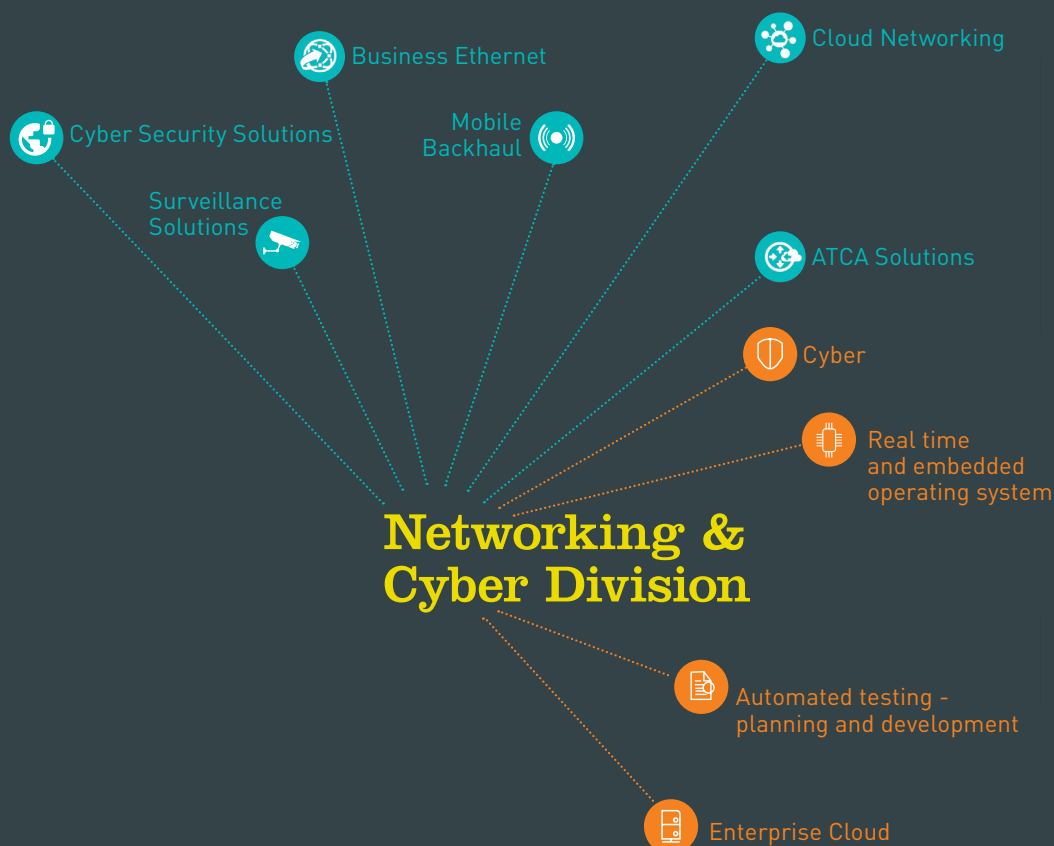 Cloud Networking
Business Ethernet
Mobile
Backhaul
Cyber Security Solutions
Surveillance
Solutions
ATCA Solutions
Cyber
Real time
and embedded
operating system
Networking &
Cyber Division
Automated testing -
planning and development
Enterprise Cloud